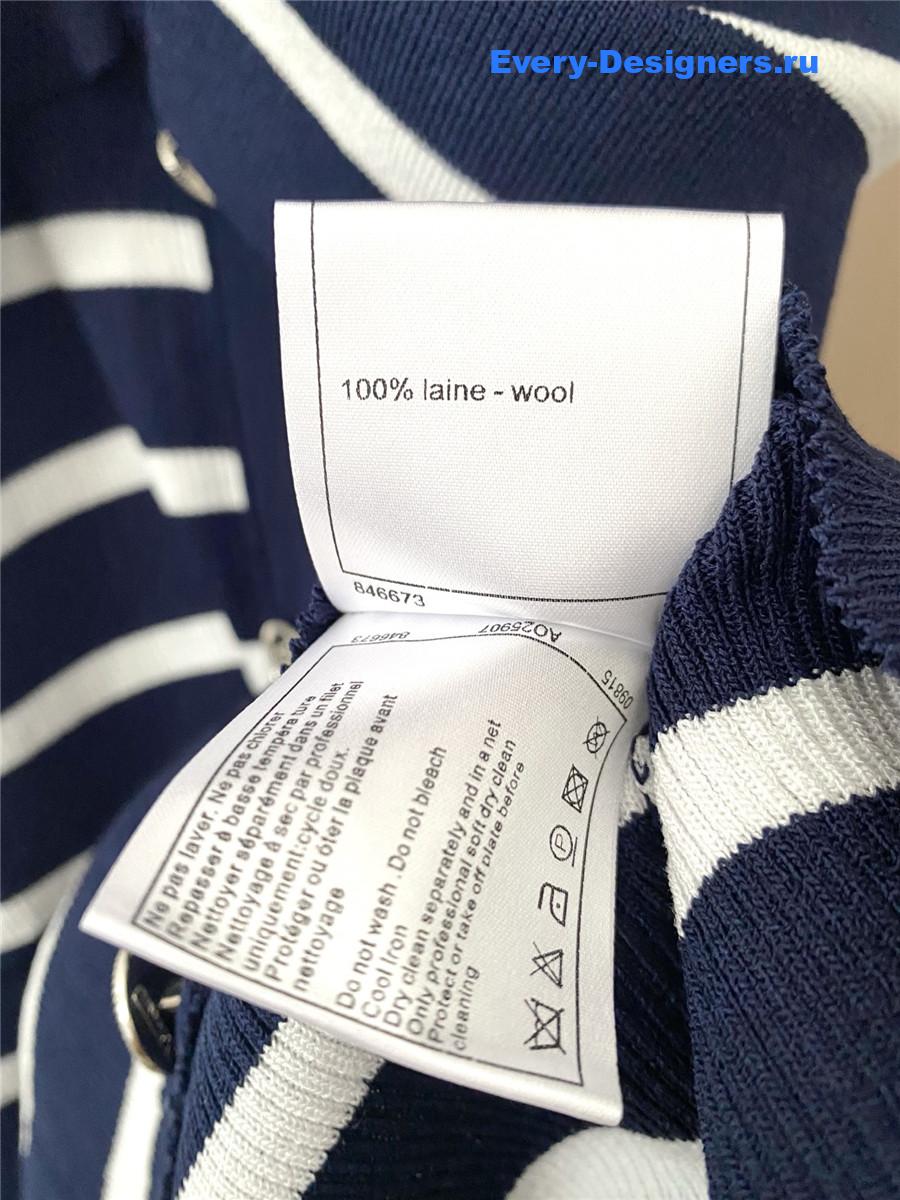 Every-Designers.ru
100% laine - wool
846673
846673
AO25907
09815
Ne pas laver. Ne pas chlorer
Repasser à basse tempera ture
Nettoyer séparément dans un filet
Nettoyage à sec par professionnel
uniquement:cycle doux.
Protéger ou ôter la plaque avant
nettoyage
Do not wash .Do not bleach
Cool Iron
Dry clean separately and in a net
Only professional soft dry clean
Protect or take off plate before
cleaning
P